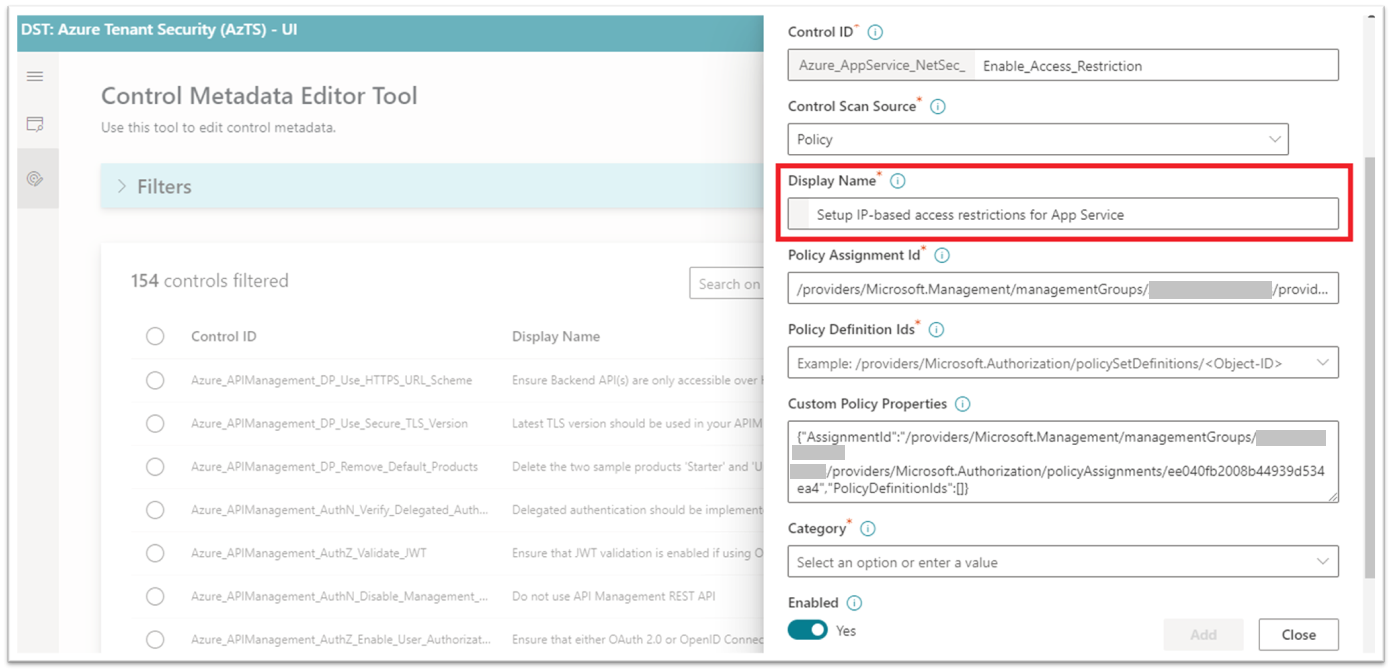 DST: Azure Tenant Security (AzTS) - UI
Control Metadata Editor Tool
Use this tool to edit control metadata.
Filters
154 controls filtered
Search on
Control ID
Display Name
Azure_APIManagement_DP_Use_HTTPS_URL_Scheme
Ensure Backend API(s) are only accessible over
Azure_APIManagement_DP_Use_Secure_TLS_Version
Latest TLS version should be used in your APIM
Azure_APIManagement_DP_Remove_Default_Products
Delete the two sample products 'Starter' and 'U
Azure_APIManagement_AuthN_Verify_Delegated_Auth...
Delegated authentication should be implement
Azure_APIManagement_AuthZ_Validate_JWT
Ensure that JWT validation is enabled if using O
Azure_APIManagement_AuthN_Disable_Management_...
Do not use API Management REST API
Azure_APIManagement_AuthZ_Enable_User_Authorizat...
Ensure that either OAuth 2.0 or OpenID Connec
Control ID*
Azure_AppService_NetSec_ Enable_Access_Restriction
Control Scan Source*
Policy
Display Name*
Setup IP-based access restrictions for App Service
Policy Assignment Id*
/providers/Microsoft.Management/managementGroups/ /provid...
Policy Definition Ids*
Example: /providers/Microsoft.Authorization/policySetDefinitions/<Object-ID>
Custom Policy Properties
{"AssignmentId":"/providers/Microsoft.Management/managementGroups/
/providers/Microsoft.Authorization/policyAssignments/ee040fb2008b44939d534
ea4","PolicyDefinitionIds":[]}
Category*
Select an option or enter a value
Enabled
Yes
Add
Close